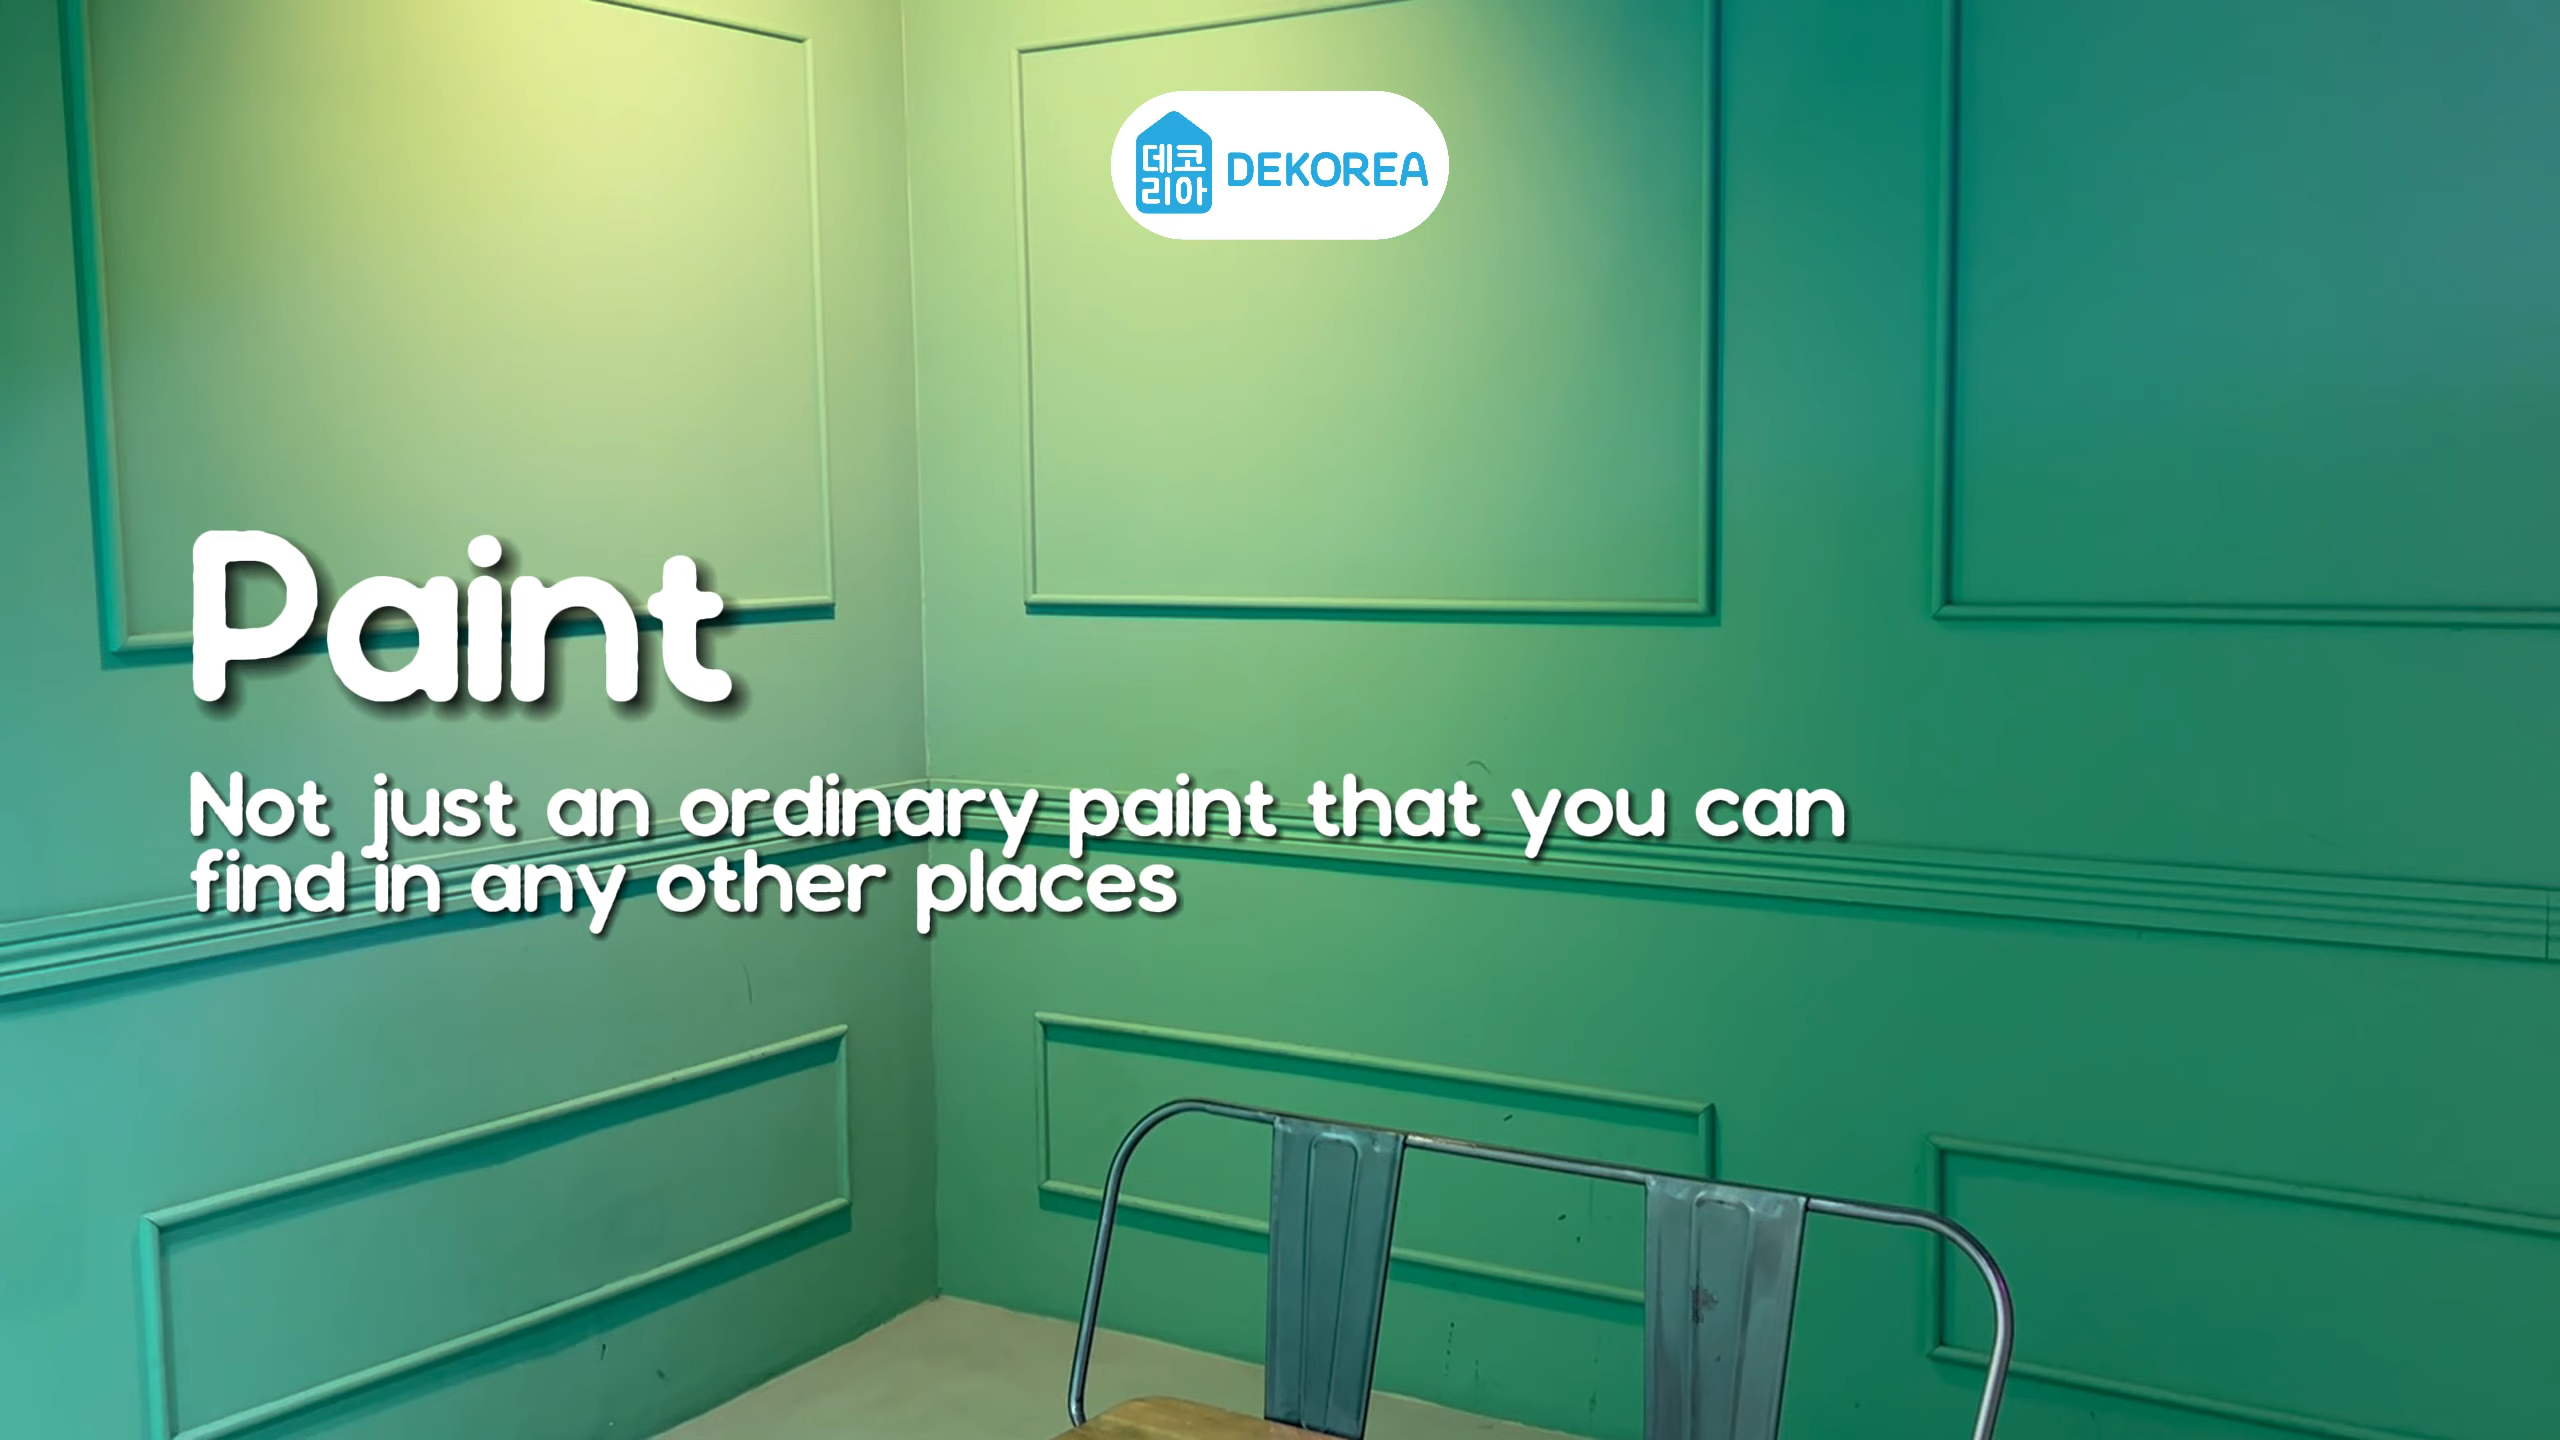 데코
리아
DEKOREA
Paint
Not just an ordinary paint that you can
find in any other places